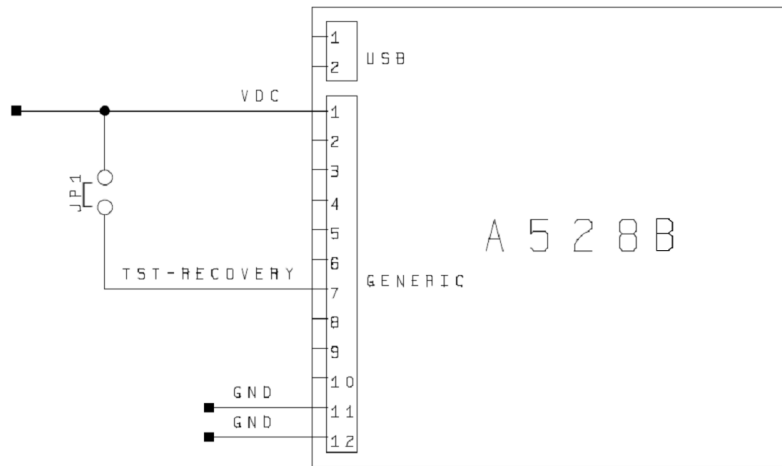 1
2
USB
VDC
1
2
3
JP1
4
5
A528B
6
TST-RECOVERY
7
GENERIC
8
9
10
GND
11
GND
12